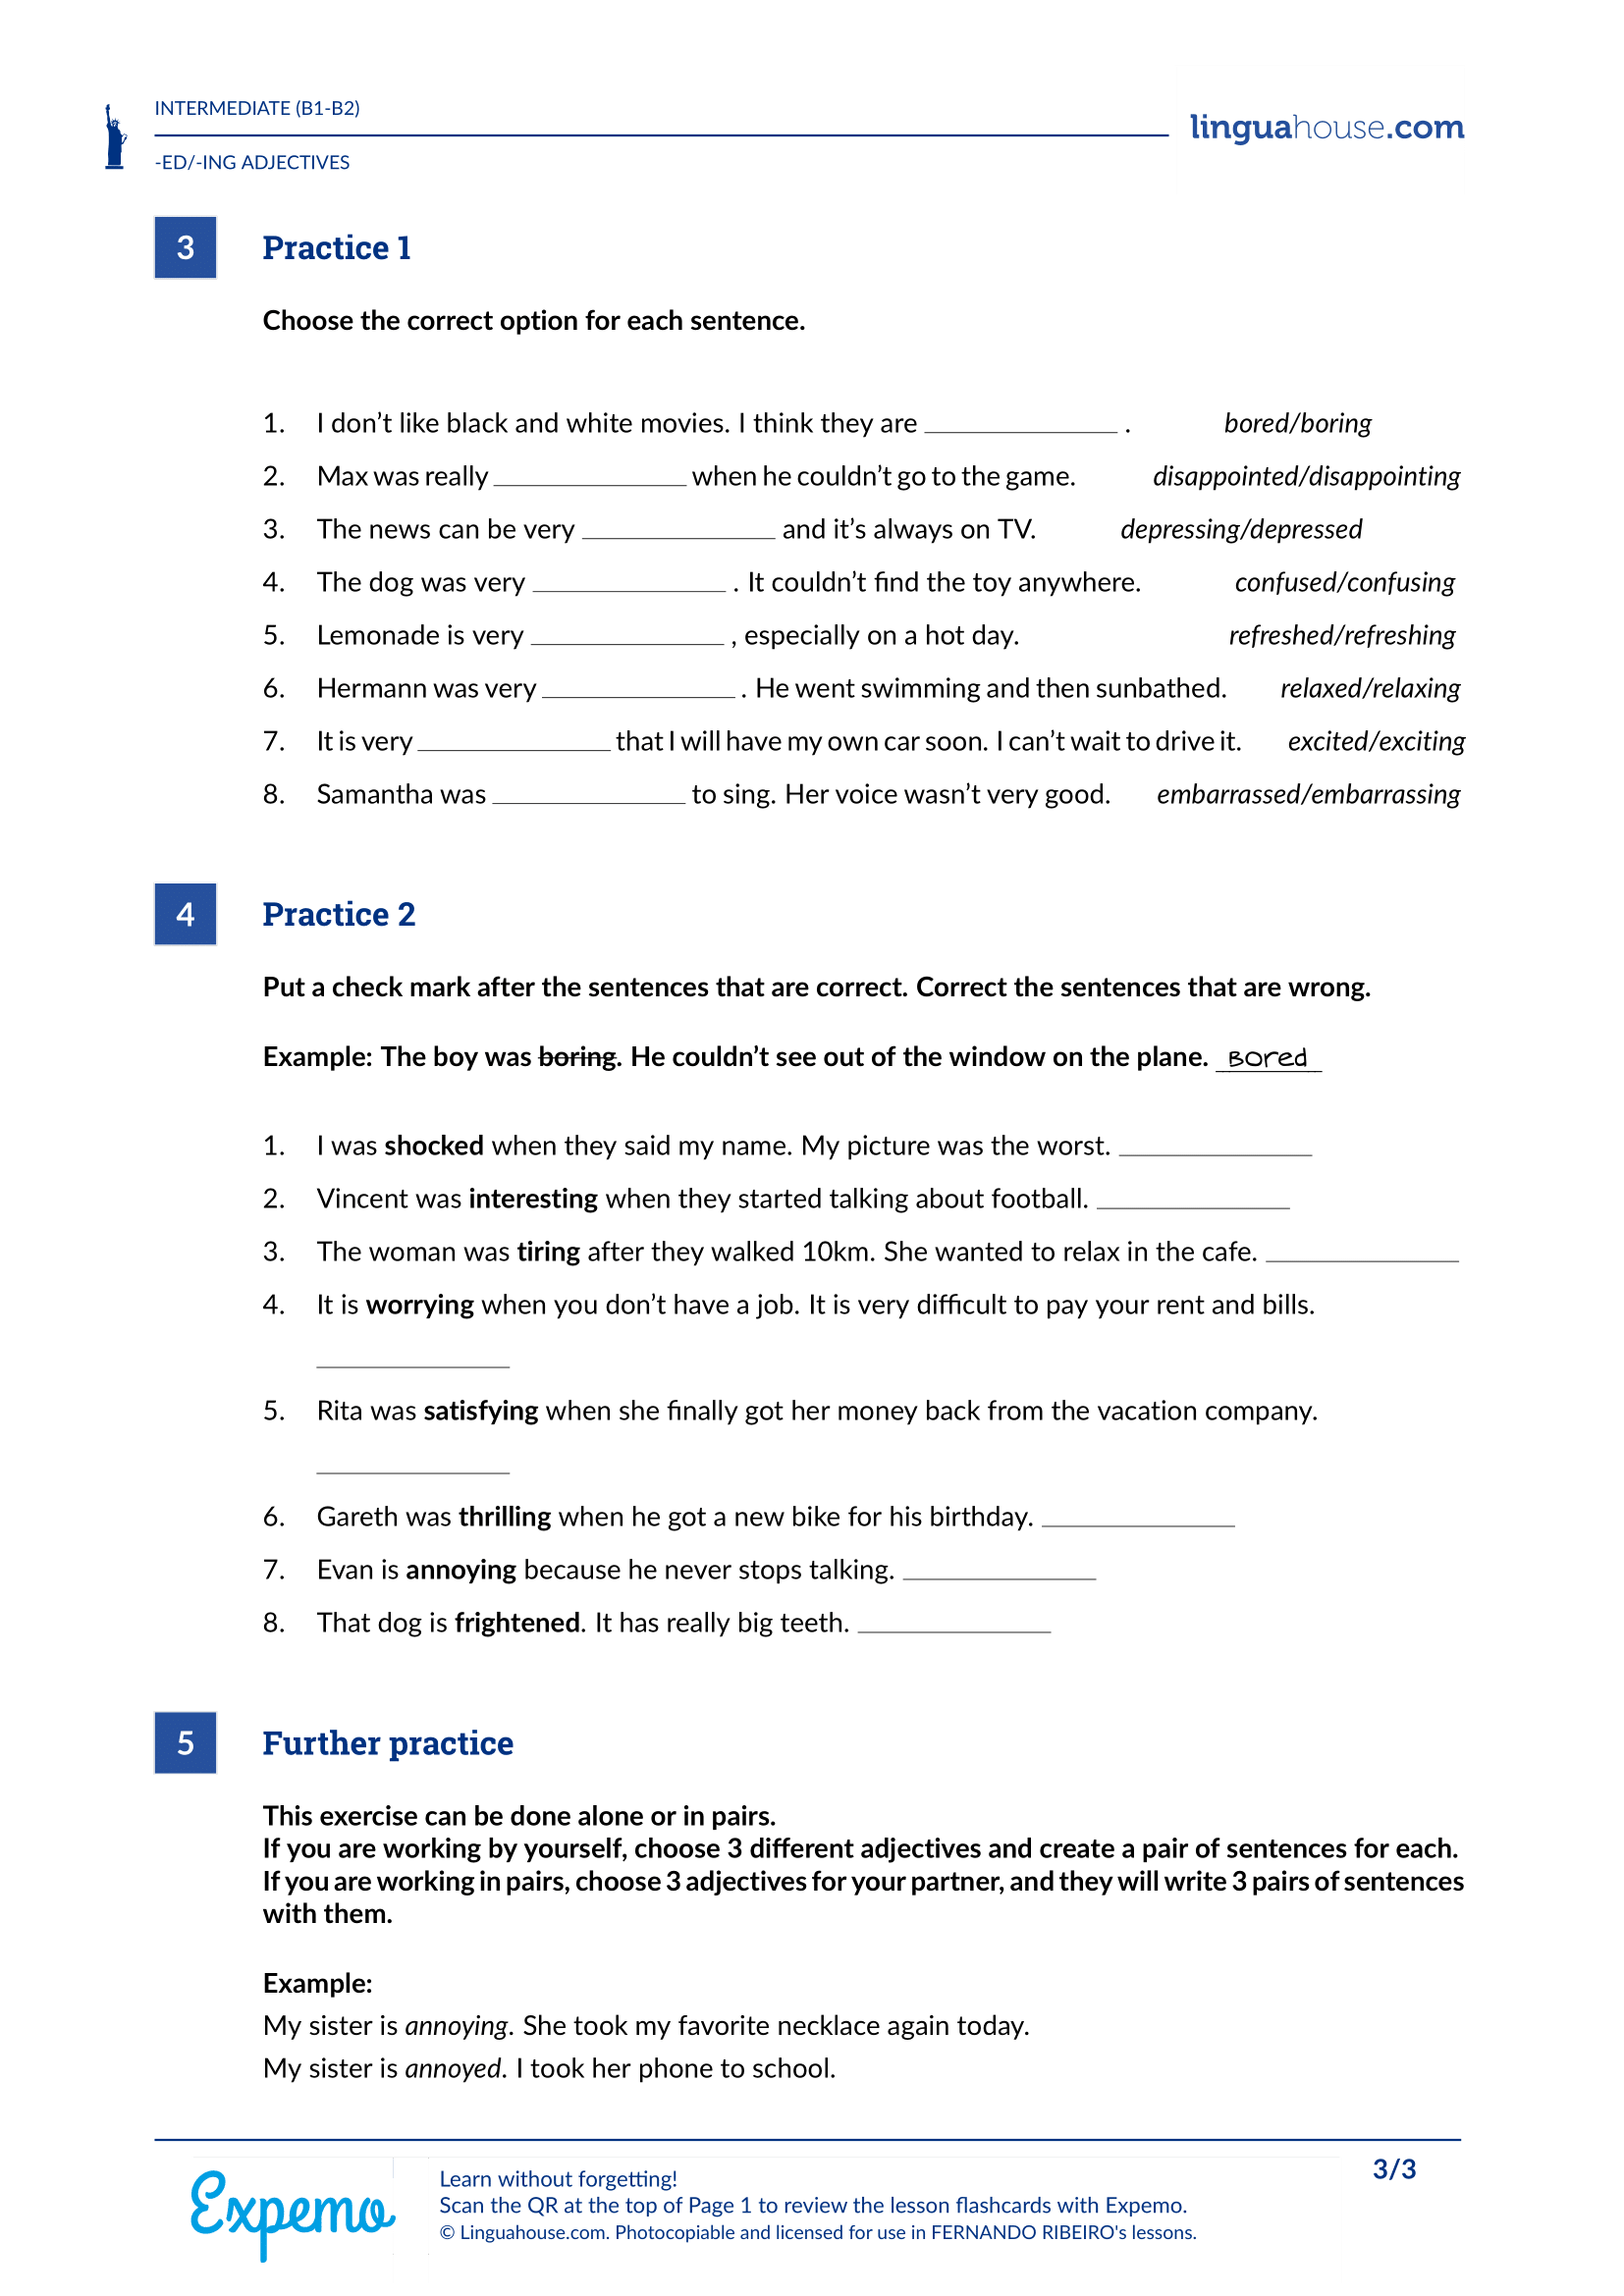 INTERMEDIATE (B1-B2)
linguahouse.com
-ED/-ING ADJECTIVES
3 Practice 1
Choose the correct option for each sentence.
1. I don’t like black and white movies. I think they are ______________ . bored/boring
2. Max was really ______________ when he couldn’t go to the game. disappointed/disappointing
3. The news can be very ______________ and it’s always on TV. depressing/depressed
4. The dog was very ______________ . It couldn’t find the toy anywhere. confused/confusing
5. Lemonade is very ______________ , especially on a hot day. refreshed/refreshing
6. Hermann was very ______________ . He went swimming and then sunbathed. relaxed/relaxing
7. It is very ______________ that I will have my own car soon. I can’t wait to drive it. excited/exciting
8. Samantha was ______________ to sing. Her voice wasn’t very good. embarrassed/embarrassing
4 Practice 2
Put a check mark after the sentences that are correct. Correct the sentences that are wrong.
Example: The boy was boring. He couldn’t see out of the window on the plane. Bored
1. I was shocked when they said my name. My picture was the worst. ______________
2. Vincent was interesting when they started talking about football. ______________
3. The woman was tiring after they walked 10km. She wanted to relax in the cafe. ______________
4. It is worrying when you don’t have a job. It is very difficult to pay your rent and bills.
______________
5. Rita was satisfying when she finally got her money back from the vacation company.
______________
6. Gareth was thrilling when he got a new bike for his birthday. ______________
7. Evan is annoying because he never stops talking. ______________
8. That dog is frightened. It has really big teeth. ______________
5 Further practice
This exercise can be done alone or in pairs.
If you are working by yourself, choose 3 different adjectives and create a pair of sentences for each.
If you are working in pairs, choose 3 adjectives for your partner, and they will write 3 pairs of sentences
with them.
Example:
My sister is annoying. She took my favorite necklace again today.
My sister is annoyed. I took her phone to school.
3/3
Expemo
Learn without forgetting!
Scan the QR at the top of Page 1 to review the lesson flashcards with Expemo.
© Linguahouse.com. Photocopiable and licensed for use in FERNANDO RIBEIRO's lessons.